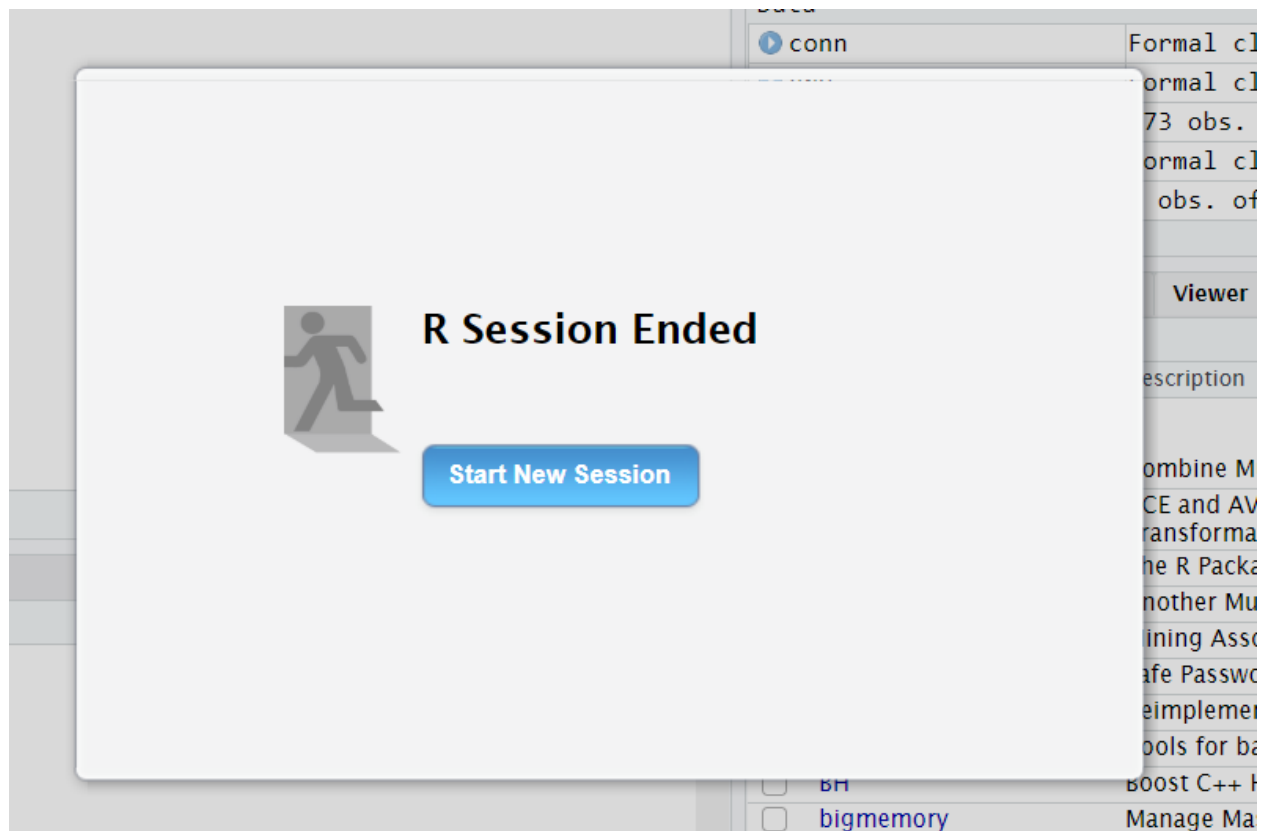 conn
Formal cl
ormal cl
73 obs.
ormal cl
obs. of
R Session Ended
Start New Session
Viewer
escription
ombine M
CE and AV
ransforma
he R Packa
nother Mu
ining Asso
afe Passwo
eimplemen
ools for ba
BH
Boost C++ H
bigmemory
Manage Mas